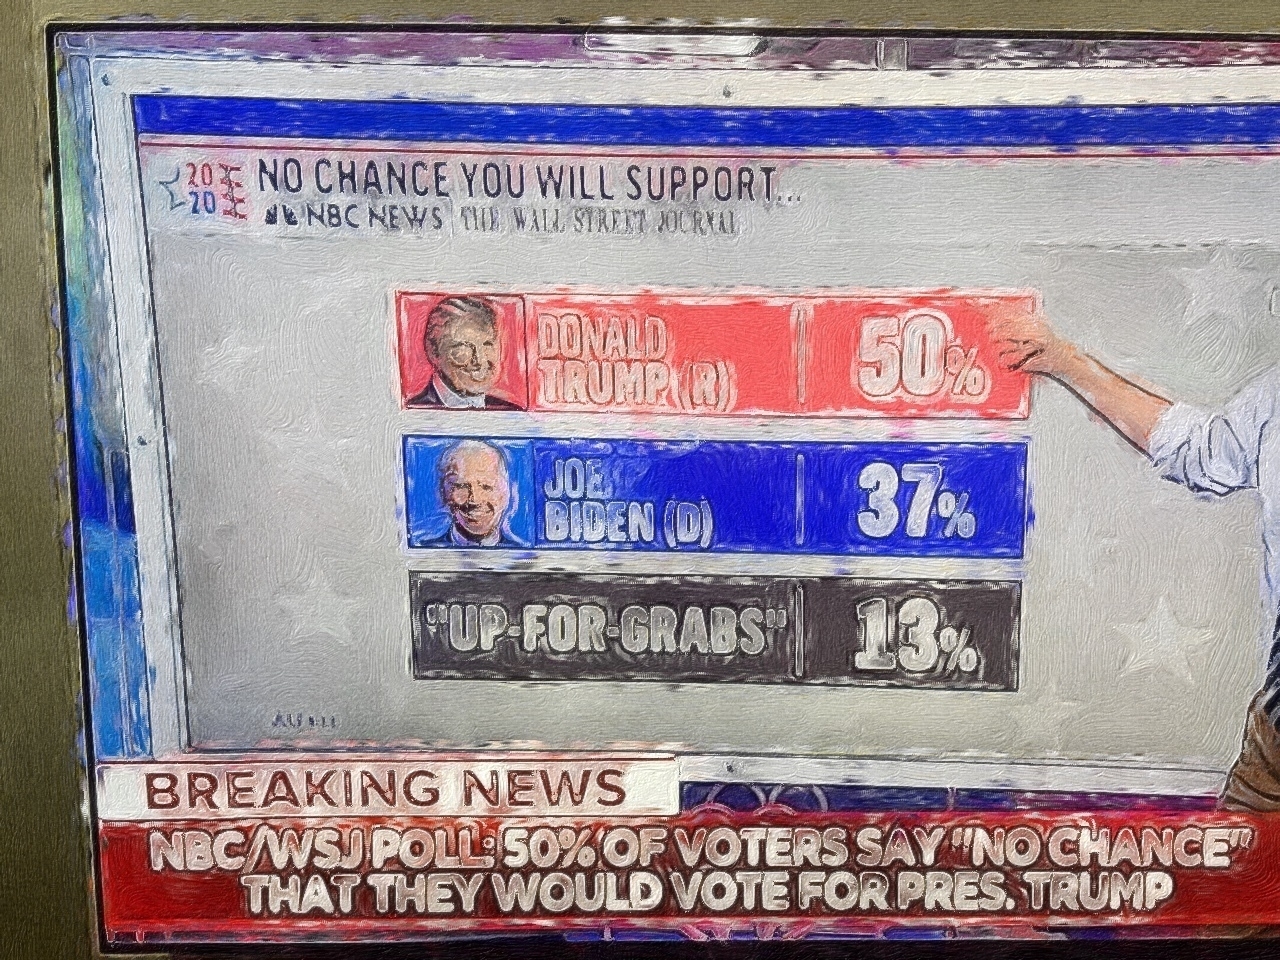 2020
NO CHANCE YOU WILL SUPPORT...
NBC NEWS | THE WALL STREET JOURNAL
DONALD
TRUMP (R)
50%
JOE
BIDEN (D)
37%
"UP-FOR-GRABS"
13%
BREAKING NEWS
NBC/WSJ POLL: 50% OF VOTERS SAY "NO CHANCE"
THAT THEY WOULD VOTE FOR PRES. TRUMP